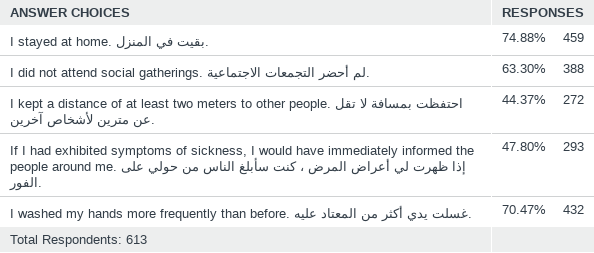 ANSWER CHOICES RESPONSES
I stayed at home. بقيت في المنزل. 74.88% 459
I did not attend social gatherings. لم أحضر التجمعات الاجتماعية. 63.30% 388
I kept a distance of at least two meters to other people. احتفظت بمسافة لا تقل 44.37% 272
عن مترين لأشخاص آخرين.
If I had exhibited symptoms of sickness, I would have immediately informed the 47.80% 293
people around me. إذا ظهرت لي أعراض المرض ، كنت سأبلغ الناس من حولي على
الفور.
I washed my hands more frequently than before. غسلت يدي أكثر من المعتاد عليه. 70.47% 432
Total Respondents: 613